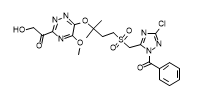 Cl
N N O
HO N S N N
N O O O N
O O
O